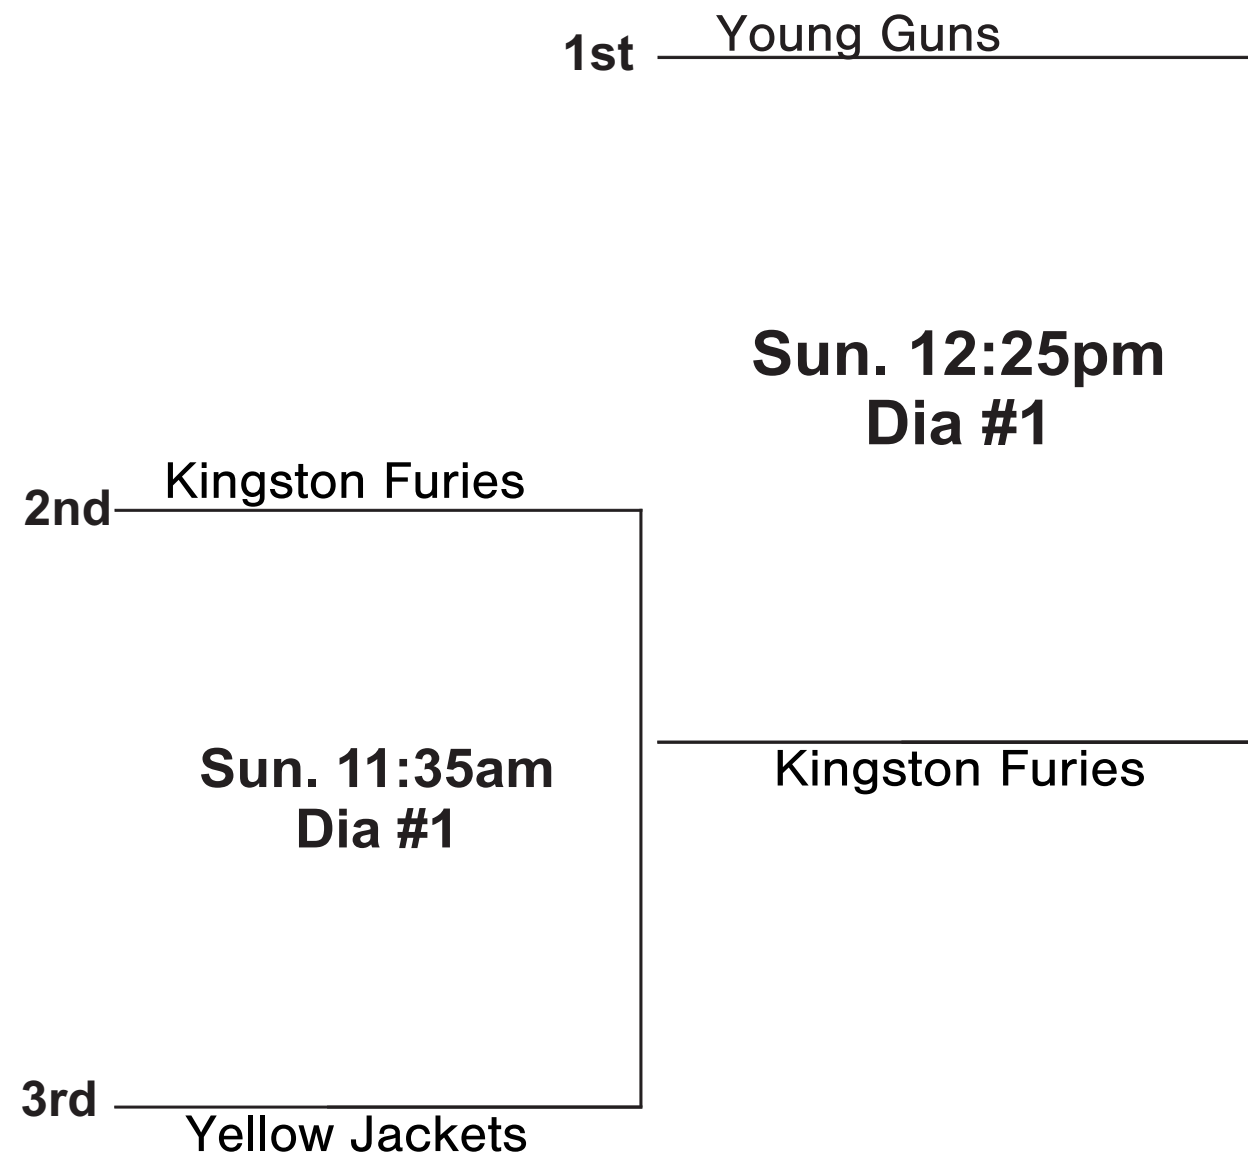 1st
Young Guns
Sun. 12:25pm
Dia #1
2nd
Kingston Furies
Sun. 11:35am
Dia #1
Kingston Furies
3rd
Yellow Jackets